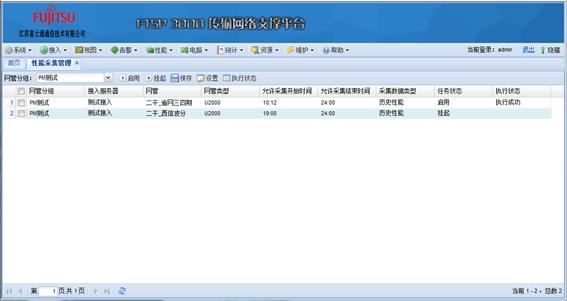 FUJITSU
江苏富士通通信技术有限公司
FTSP 3000 传输网络支撑平台
系统 接入 视图 告警 性能 电路 统计 资源 维护 帮助 当前登录: admin 退出 隐藏
首页 性能采集管理
网管分组: PM测试 启用 挂起 保存 设置 执行状态
网管分组 接入服务器 网管 网管类型 允许采集开始时间 允许采集结束时间 采集数据类型 任务状态 执行状态
1 PM测试 测试接入 二干_省网三四期 U2000 10:12 24:00 历史性能 启用 执行成功
2 PM测试 测试接入 二干_西信波分 U2000 19:00 24:00 历史性能 挂起
第 1 页,共 1 页 当前 1 - 2 , 总数 2